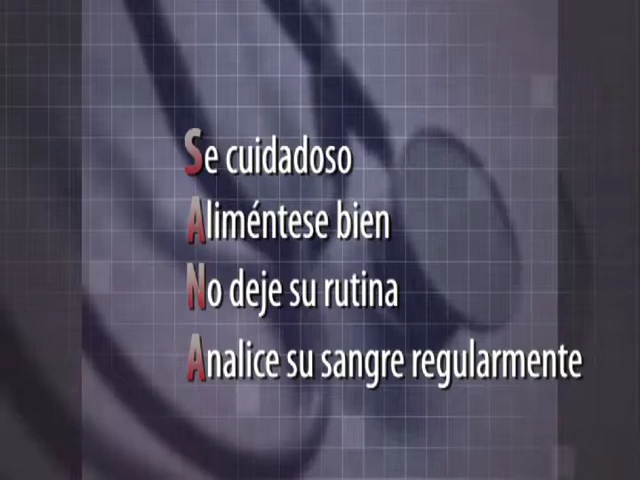 Se cuidadoso
Aliméntese bien
No deje su rutina
Analice su sangre regularmente